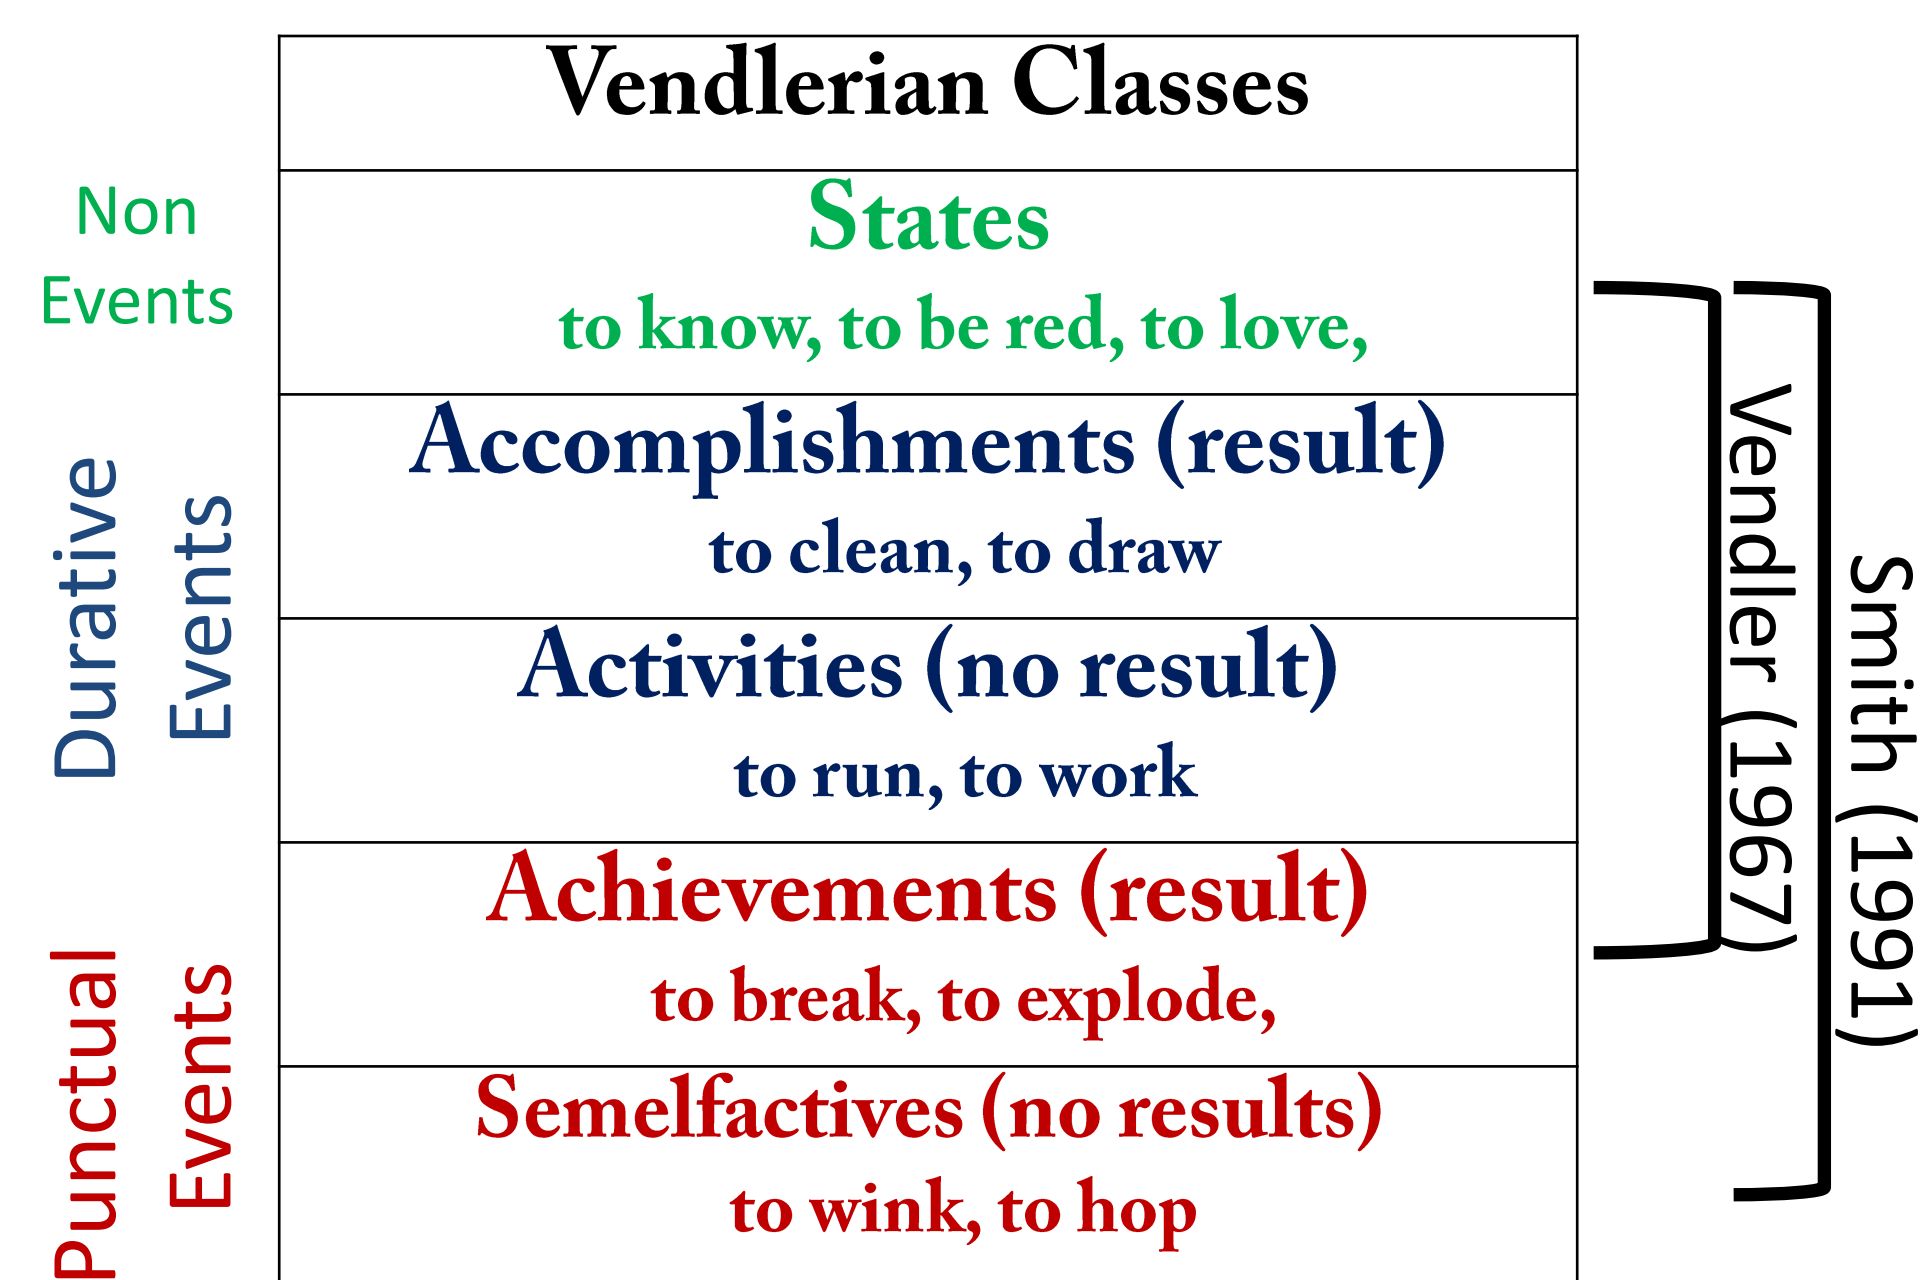 Vendlerian Classes
Non
Events
States
to know, to be red, to love,
Durative
Events
Accomplishments (result)
to clean, to draw
Activities (no result)
to run, to work
Punctual
Events
Achievements (result)
to break, to explode,
Semelfactives (no results)
to wink, to hop
Vendler (1967)
Smith (1991)